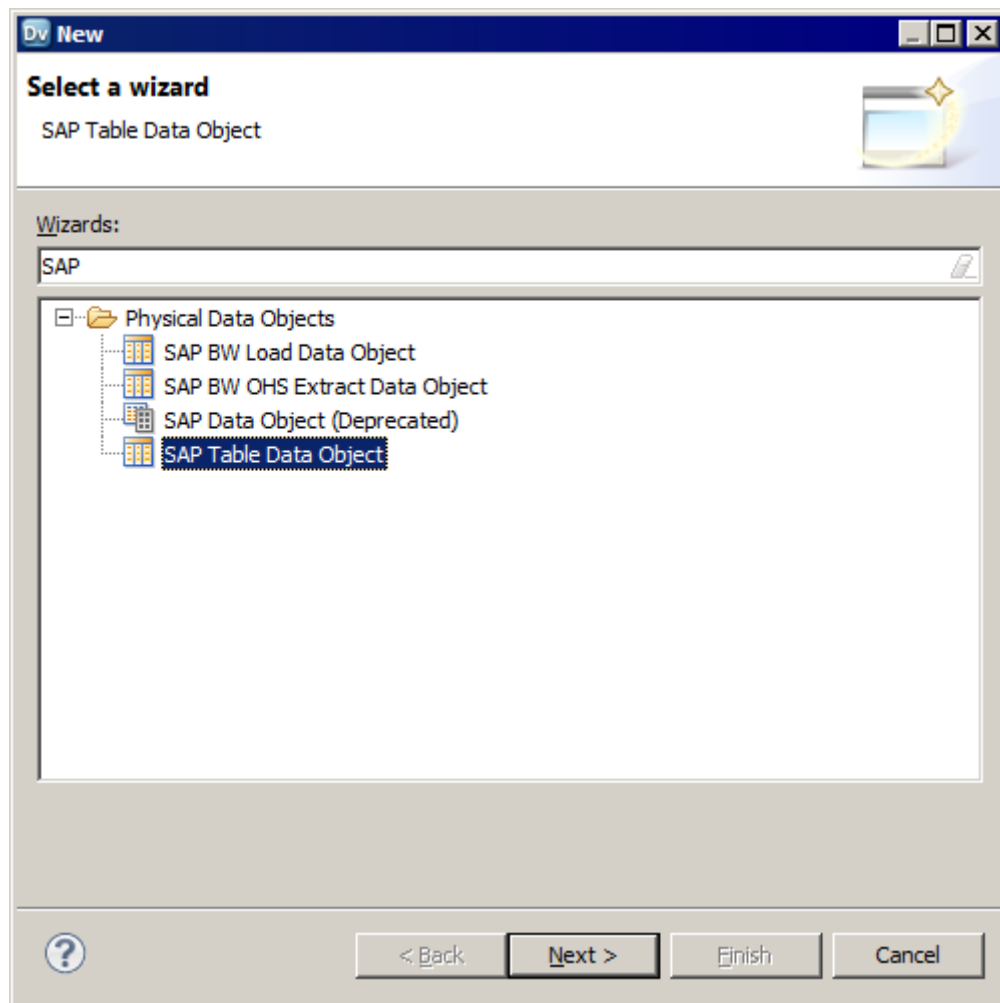 Dv New
Select a wizard
SAP Table Data Object
Wizards:
SAP
Physical Data Objects
SAP BW Load Data Object
SAP BW OHS Extract Data Object
SAP Data Object (Deprecated)
SAP Table Data Object
? < Back Next > Finish Cancel